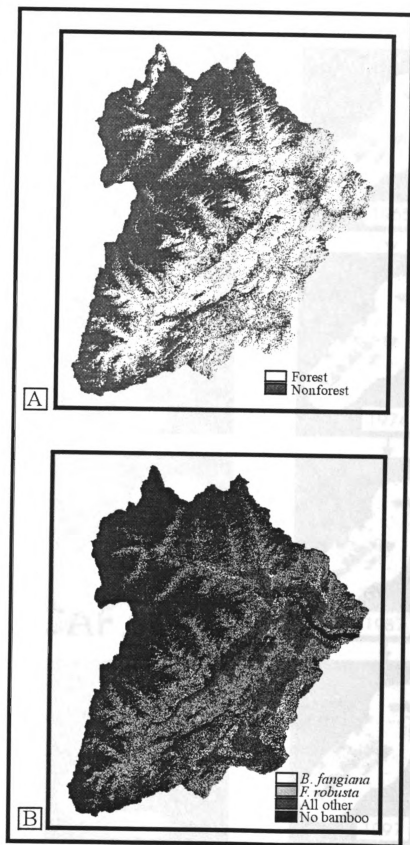 Forest
Nonforest
A
B. fangiana
F. robusta
All other
No bamboo
B